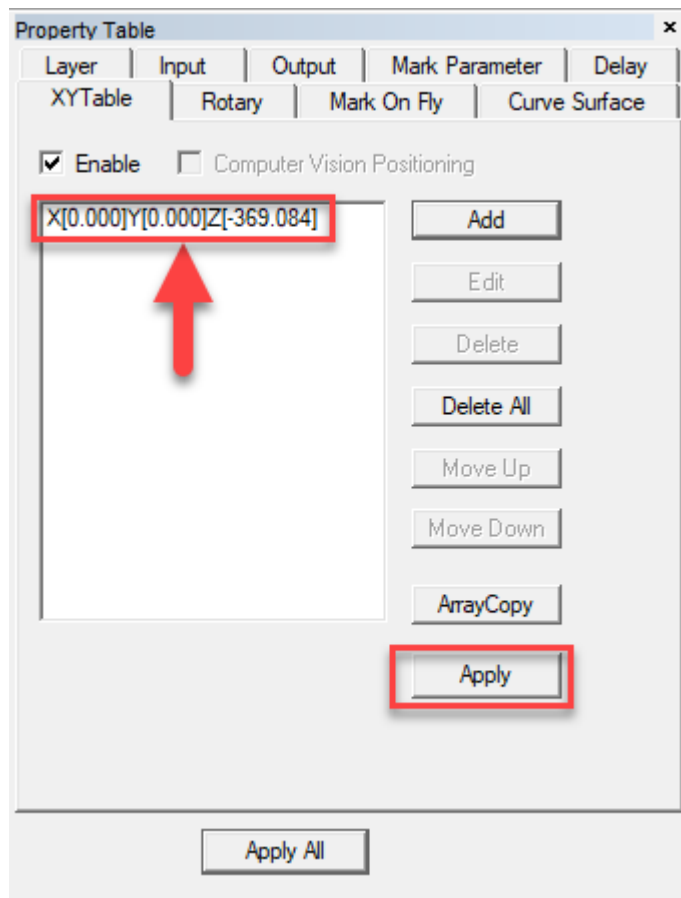 Property Table x
Layer Input Output Mark Parameter Delay
XYTable Rotary Mark On Fly Curve Surface
Enable Computer Vision Positioning
X[0.000]Y[0.000]Z[-369.084]
Add
Edit
Delete
Delete All
Move Up
Move Down
ArrayCopy
Apply
Apply All